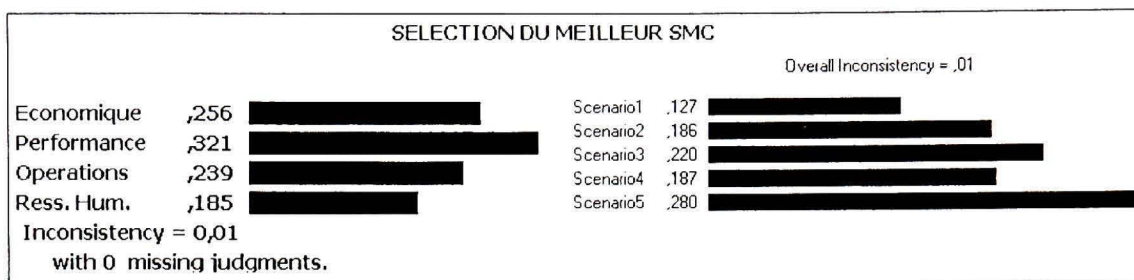 SELECTION DU MEILLEUR SMC
Overall Inconsistency = ,01
Economique ,256
Performance ,321
Operations ,239
Ress. Hum. ,185
Inconsistency = 0,01
with 0 missing judgments.
Scenario1 ,127
Scenario2 ,186
Scenario3 ,220
Scenario4 ,187
Scenario5 ,280